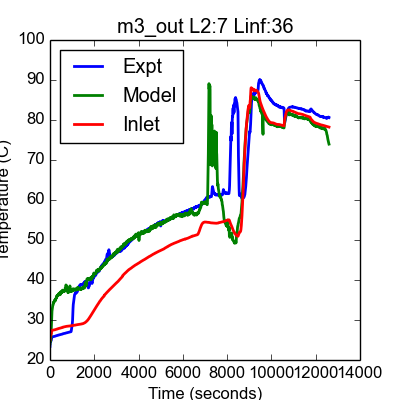 m3_out L2:7 Linf:36
Expt
Model
Inlet
100
90
80
70
60
50
40
30
20
Temperature (C)
0 2000 4000 6000 8000 10000 12000 14000
Time (seconds)